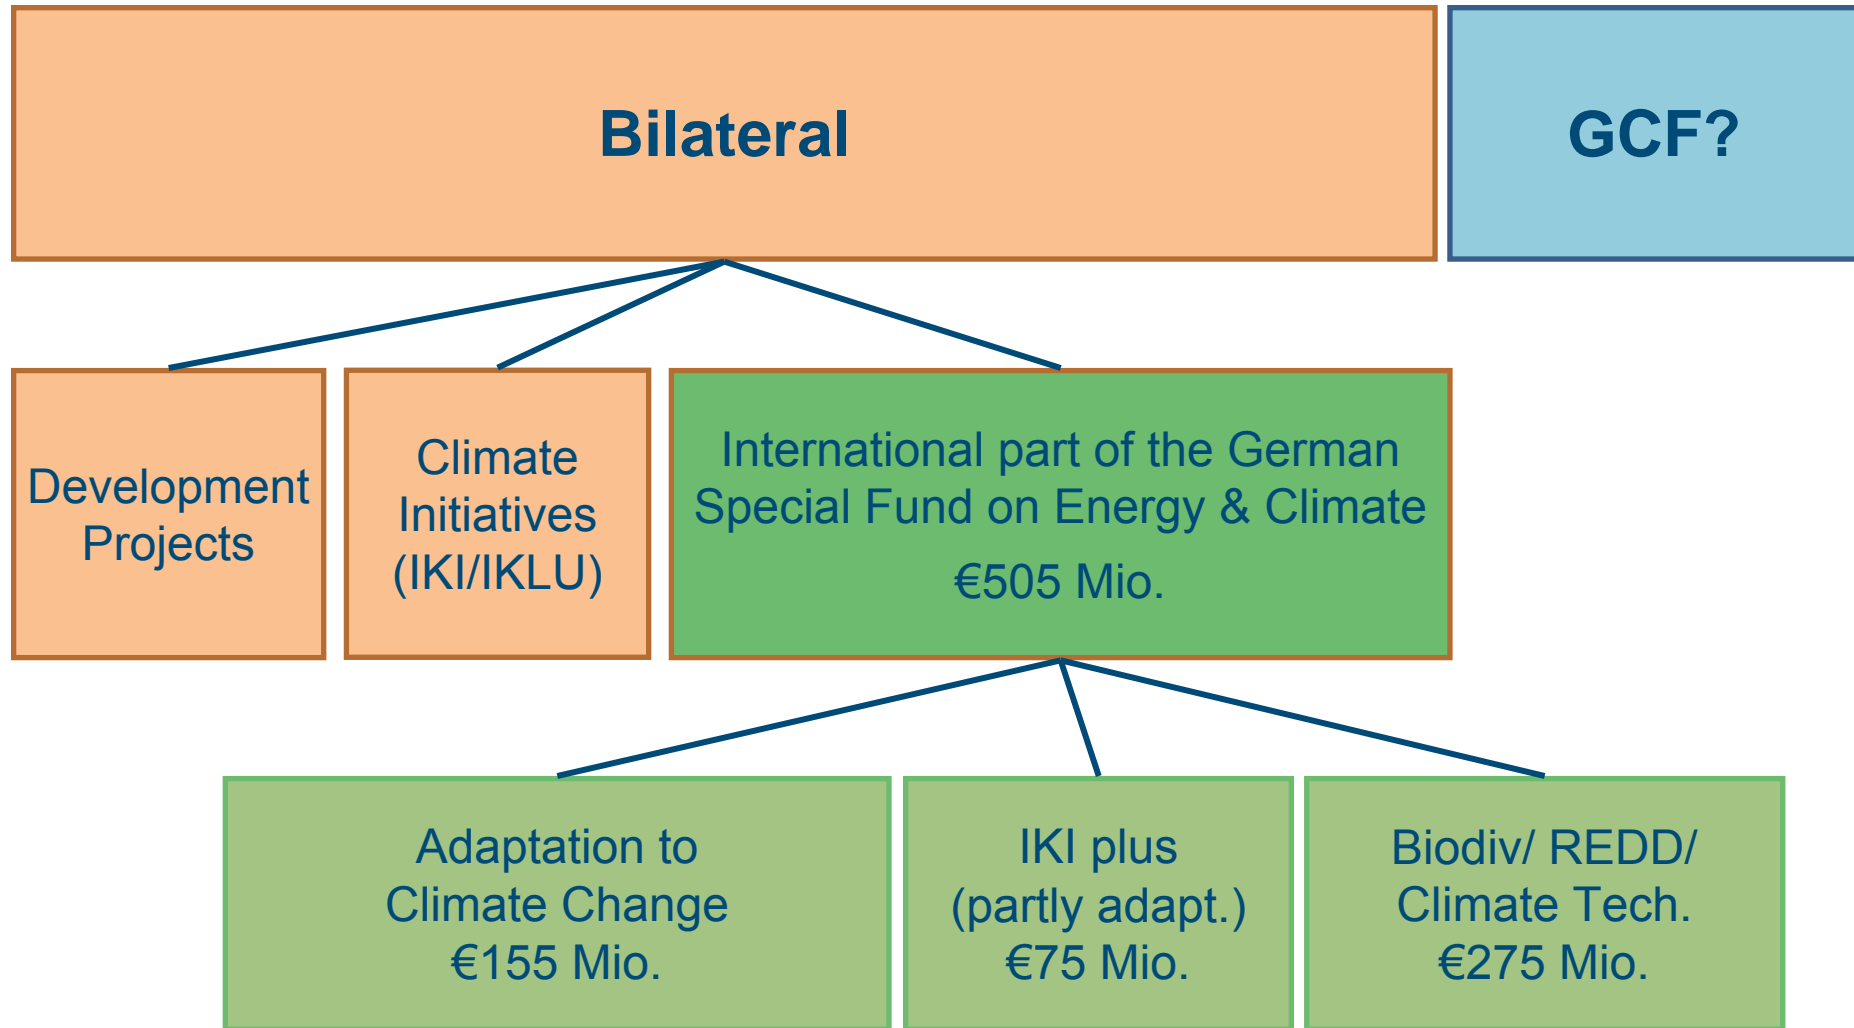 Bilateral
GCF?
Development
Projects
Climate
Initiatives
(IKI/IKLU)
International part of the German
Special Fund on Energy & Climate
€505 Mio.
Adaptation to
Climate Change
€155 Mio.
IKI plus
(partly adapt.)
€75 Mio.
Biodiv/ REDD/
Climate Tech.
€275 Mio.